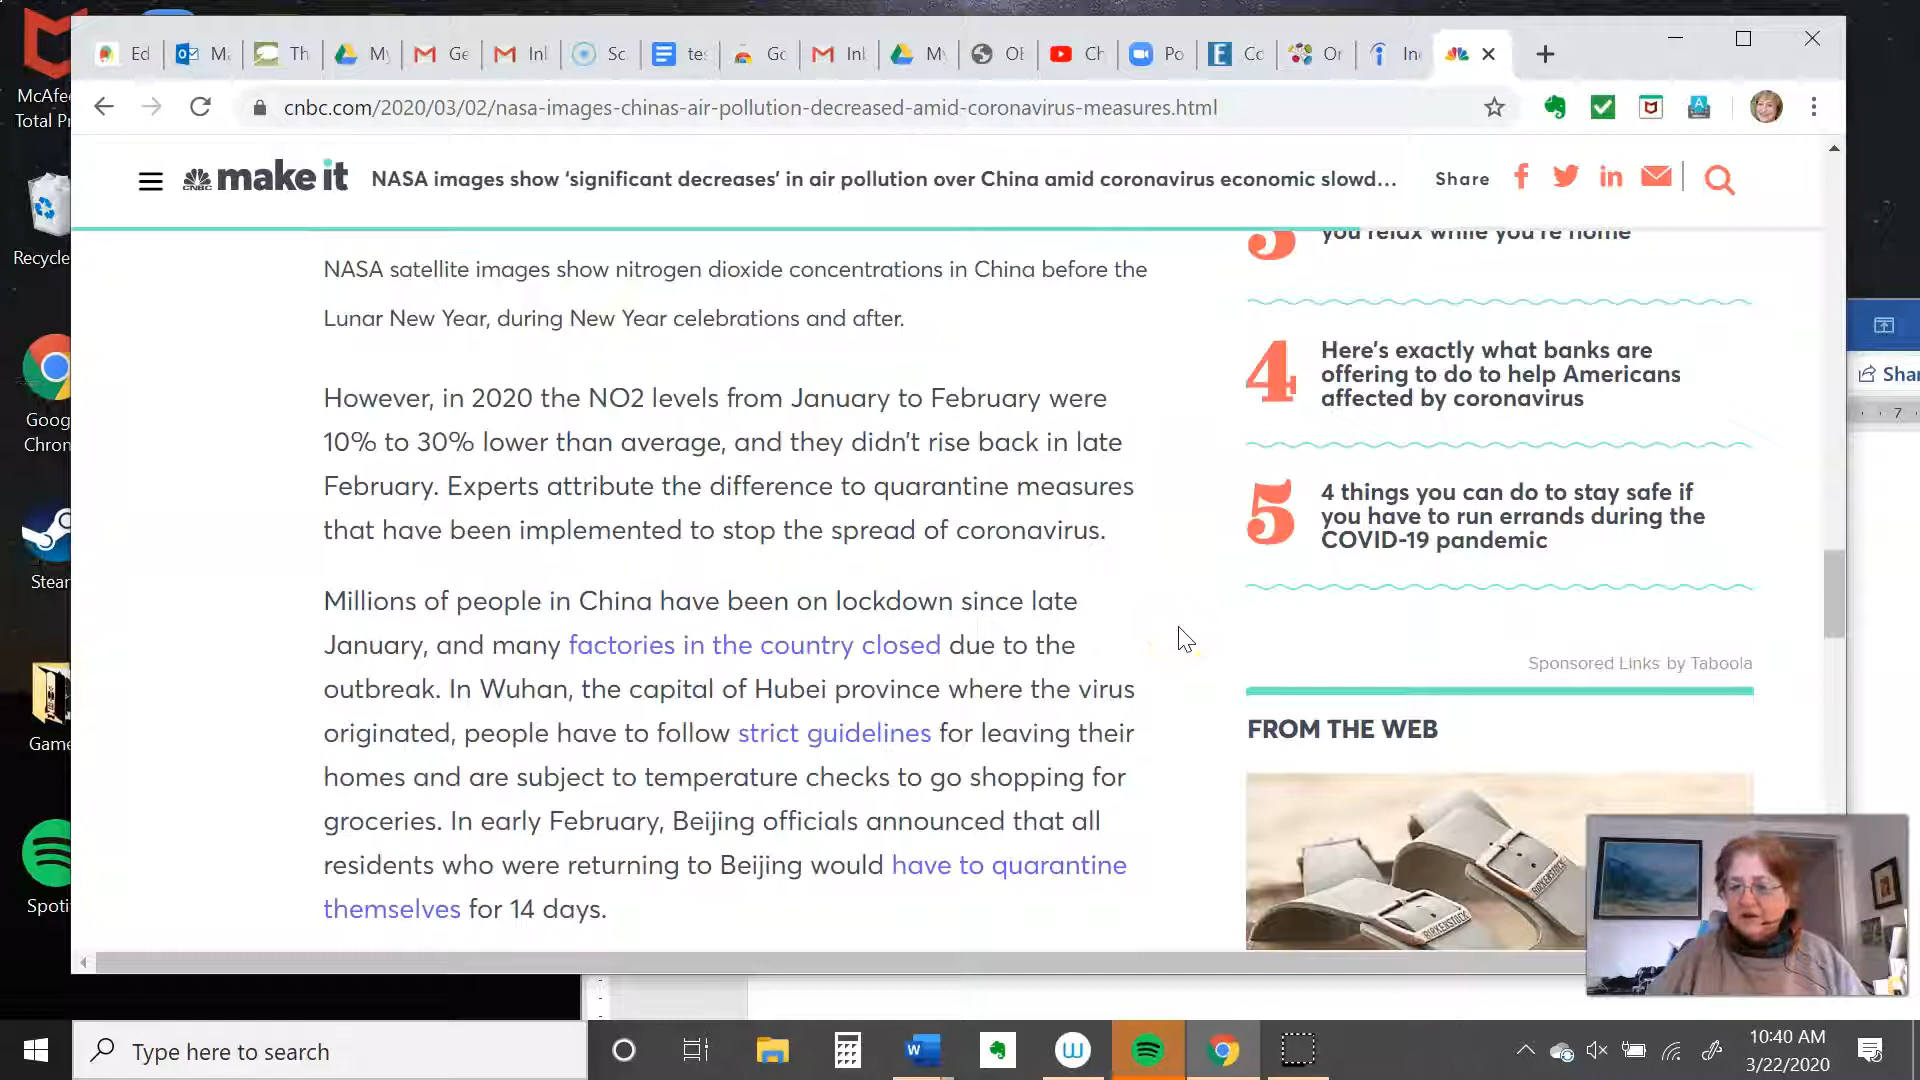 McAfee
Total Pr
Recycle
Goog
Chron
Stear
Game
Spoti
Ed
Ma
Th
My
Ge
Inl
Sc
tes
Go
Inl
My
Ol
Ch
Po
Co
Or
In
cnbc.com/2020/03/02/nasa-images-chinas-air-pollution-decreased-amid-coronavirus-measures.html
CNBC make it
NASA images show ‘significant decreases’ in air pollution over China amid coronavirus economic slowd...
Share
NASA satellite images show nitrogen dioxide concentrations in China before the
Lunar New Year, during New Year celebrations and after.
However, in 2020 the NO2 levels from January to February were
10% to 30% lower than average, and they didn’t rise back in late
February. Experts attribute the difference to quarantine measures
that have been implemented to stop the spread of coronavirus.
Millions of people in China have been on lockdown since late
January, and many factories in the country closed due to the
outbreak. In Wuhan, the capital of Hubei province where the virus
originated, people have to follow strict guidelines for leaving their
homes and are subject to temperature checks to go shopping for
groceries. In early February, Beijing officials announced that all
residents who were returning to Beijing would have to quarantine
themselves for 14 days.
3
you relax while you’re home
4
Here’s exactly what banks are
offering to do to help Americans
affected by coronavirus
5
4 things you can do to stay safe if
you have to run errands during the
COVID-19 pandemic
Sponsored Links by Taboola
FROM THE WEB
BIRKENSTOCK
BIRKENSTOCK
Shar
7
Type here to search
10:40 AM
3/22/2020